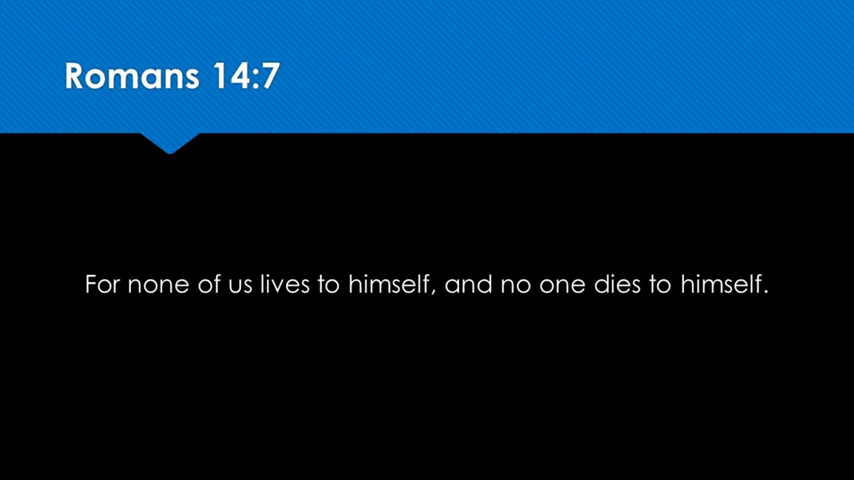 Romans 14:7
For none of us lives to himself, and no one dies to himself.